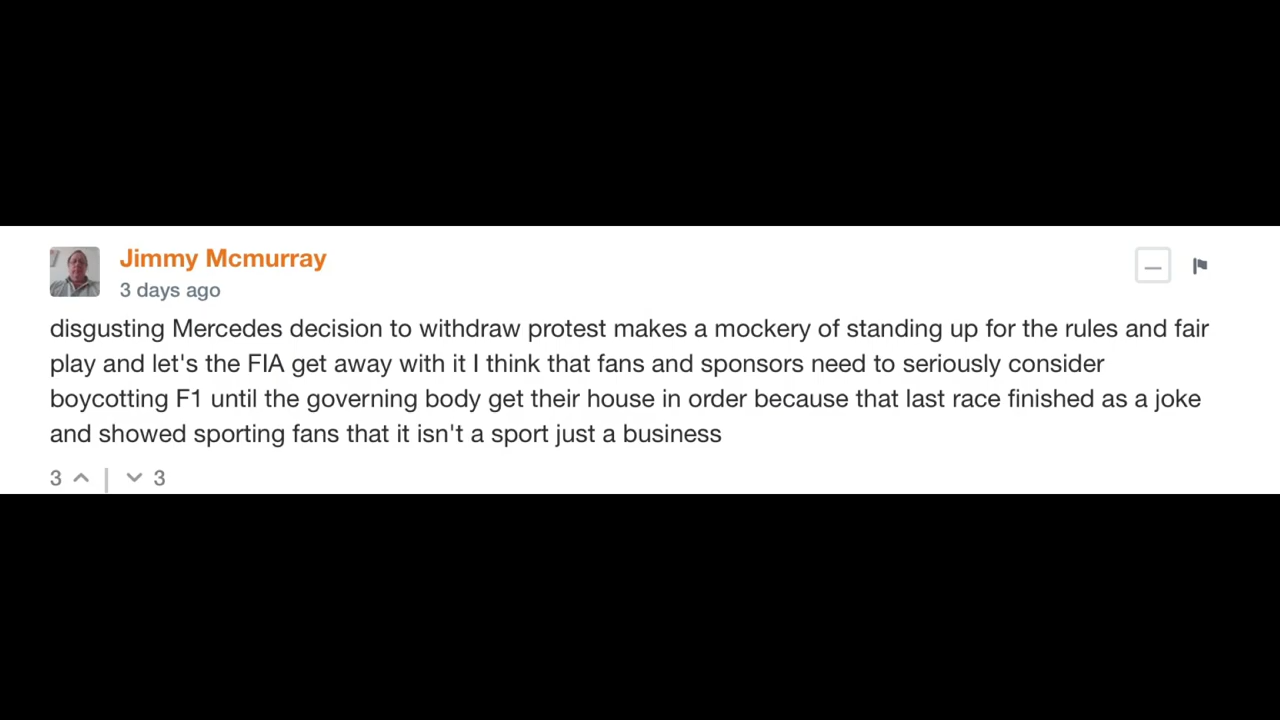 Jimmy Mcmurray
3 days ago
disgusting Mercedes decision to withdraw protest makes a mockery of standing up for the rules and fair
play and let's the FIA get away with it I think that fans and sponsors need to seriously consider
boycotting F1 until the governing body get their house in order because that last race finished as a joke
and showed sporting fans that it isn't a sport just a business
3 | 3